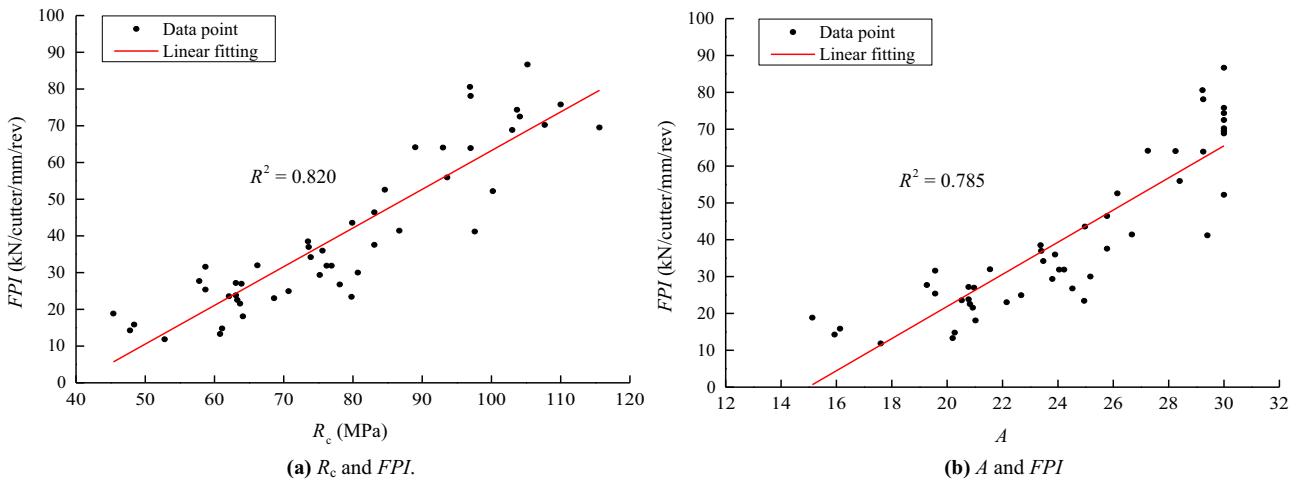 Data point
Linear fitting
R² = 0.820
FPI (kN/cutter/mm/rev)
100
90
80
70
60
50
40
30
20
10
0
40 50 60 70 80 90 100 110 120
R_c (MPa)
(a) R_c and FPI.
Data point
Linear fitting
R² = 0.785
FPI (kN/cutter/mm/rev)
100
90
80
70
60
50
40
30
20
10
0
12 14 16 18 20 22 24 26 28 30 32
A
(b) A and FPI